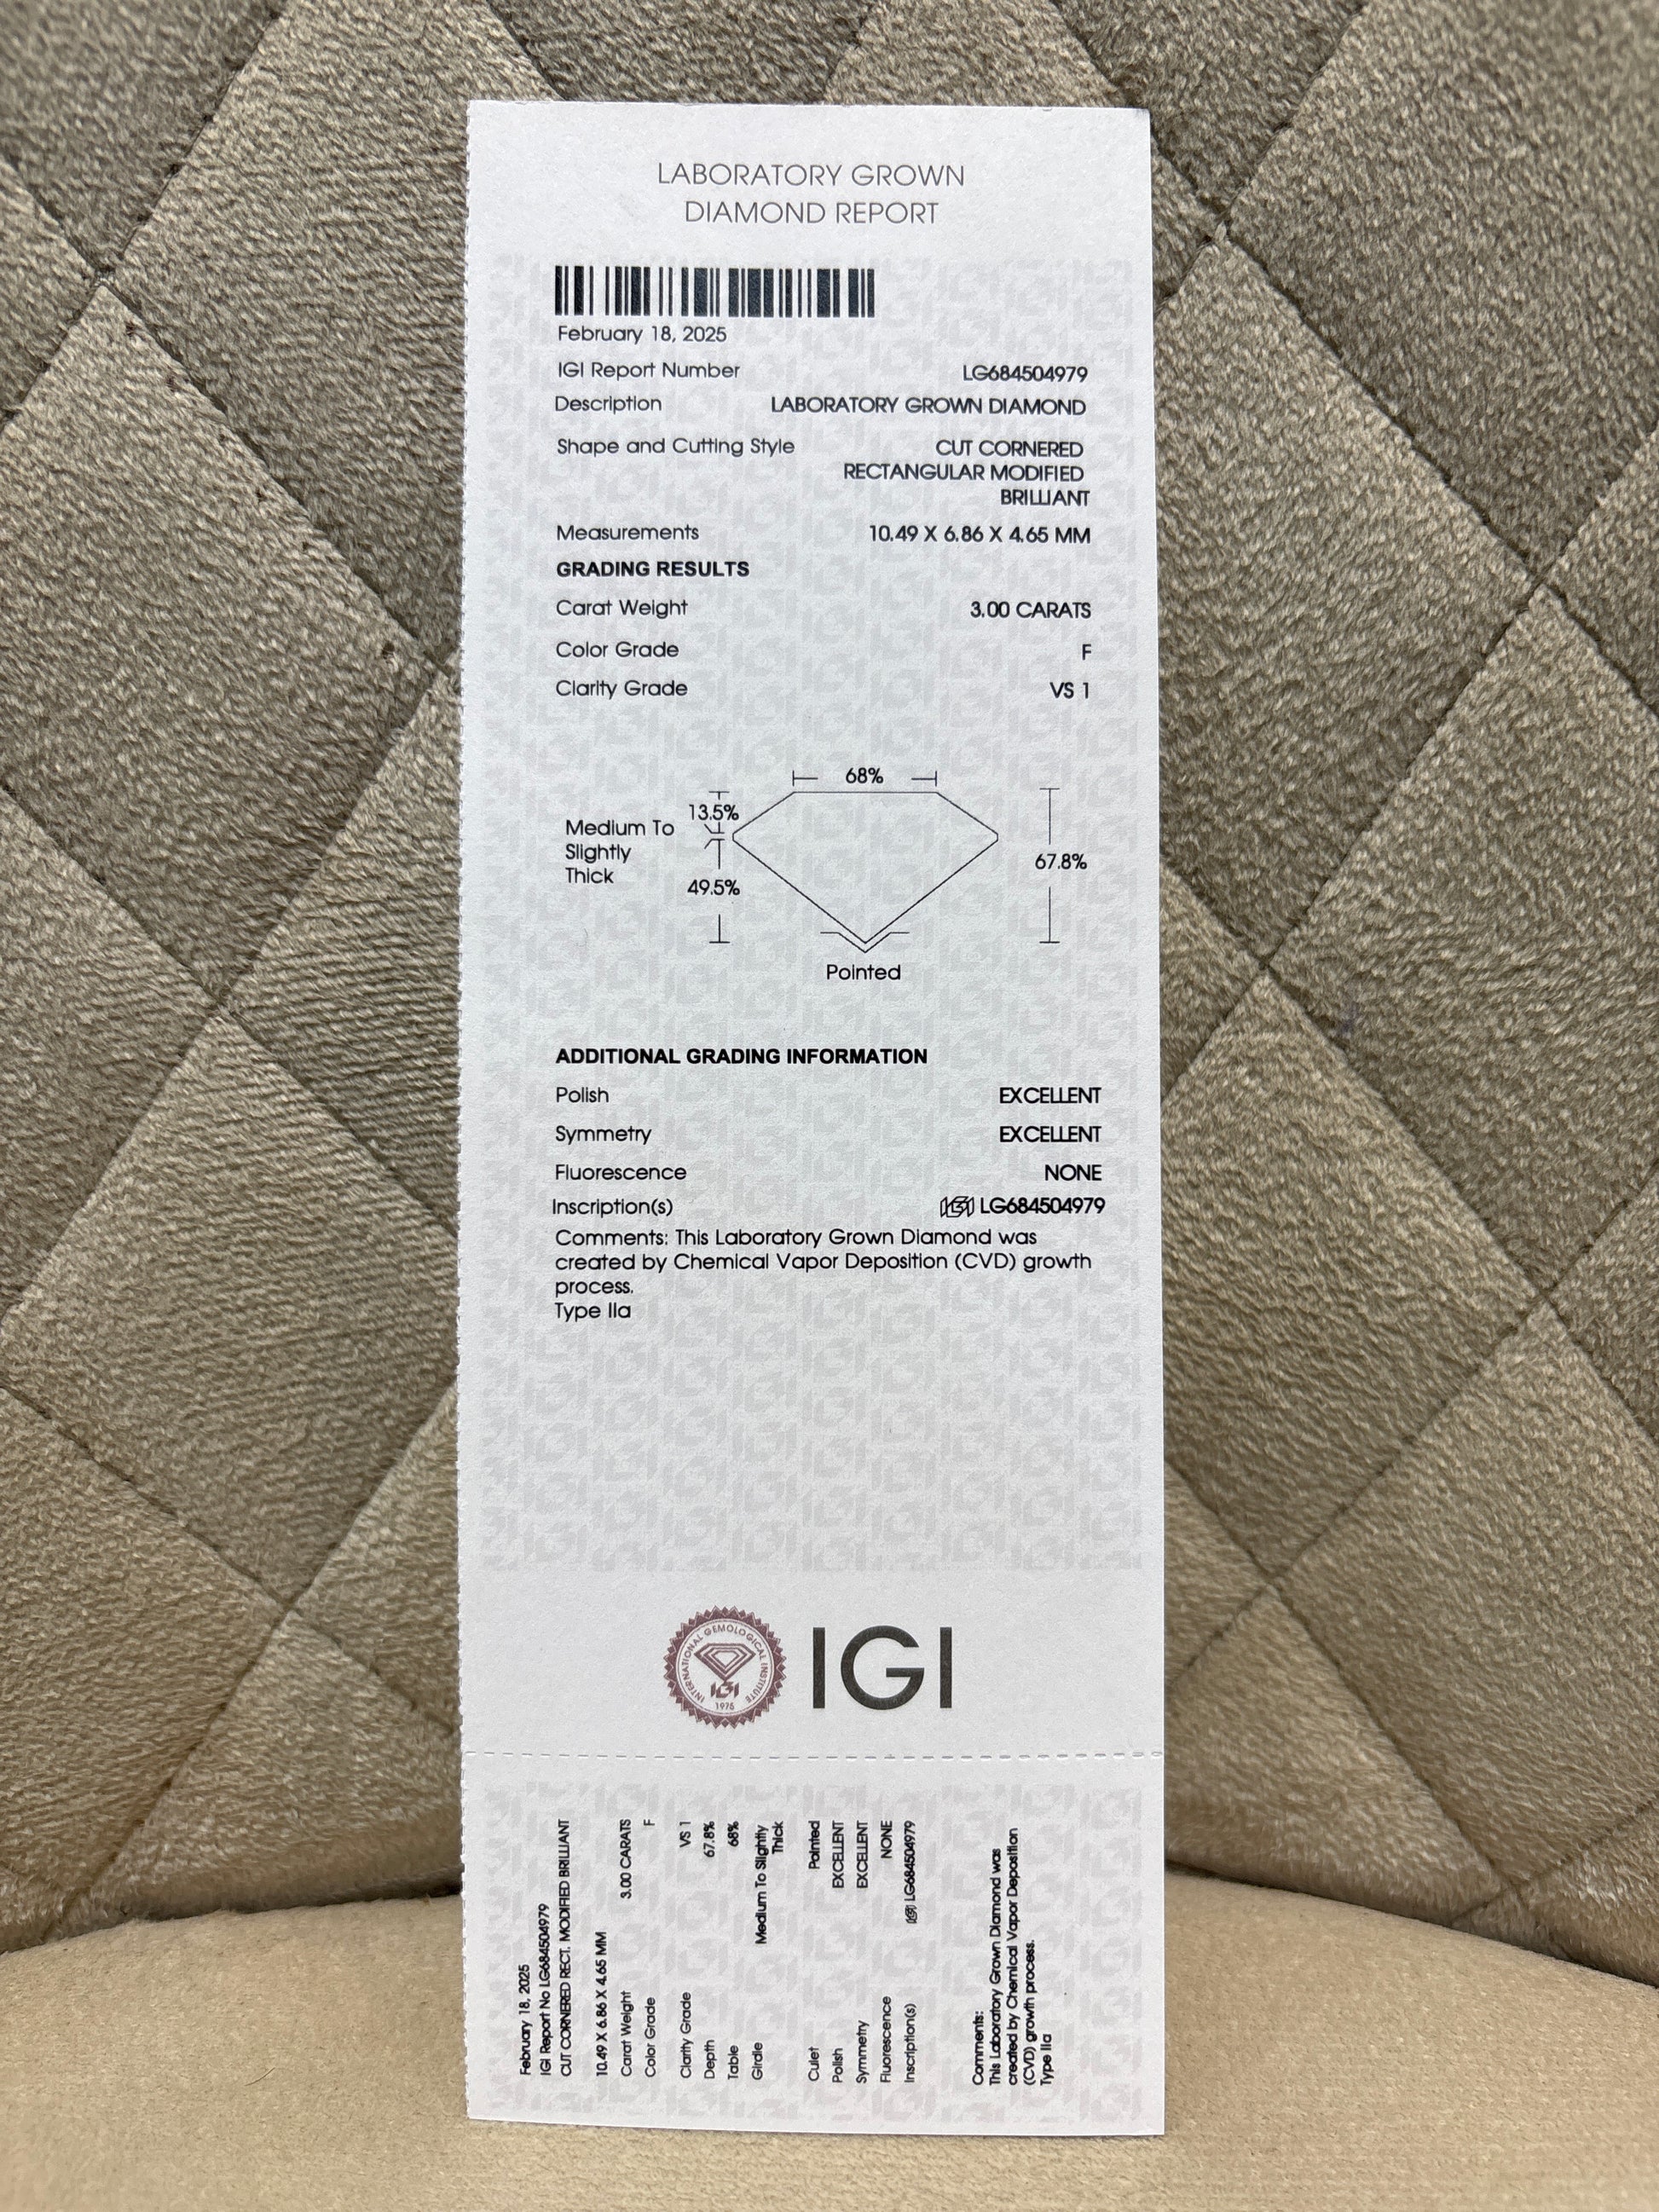 LABORATORY GROWN
DIAMOND REPORT
February 18, 2025
IGI Report Number LG684504979
Description LABORATORY GROWN DIAMOND
Shape and Cutting Style CUT CORNERED
RECTANGULAR MODIFIED
BRILLIANT
Measurements 10.49 X 6.86 X 4.65 MM
GRADING RESULTS
Carat Weight 3.00 CARATS
Color Grade F
Clarity Grade VS 1
68%
13.5%
Medium To
Slightly
Thick
67.8%
49.5%
Pointed
ADDITIONAL GRADING INFORMATION
Polish EXCELLENT
Symmetry EXCELLENT
Fluorescence NONE
Inscription(s) IGI LG684504979
Comments: This Laboratory Grown Diamond was
created by Chemical Vapor Deposition (CVD) growth
process.
Type IIa
INTERNATIONAL GEMOLOGICAL INSTITUTE
IGI
1975
IGI
February 18, 2025
IGI Report No LG684504979
CUT CORNERED RECT. MODIFIED BRILLIANT
10.49 X 6.86 X 4.65 MM
Carat Weight 3.00 CARATS
Color Grade F
Clarity Grade VS 1
Depth 67.8%
Table 68%
Girdle Medium To Slightly
Thick
Culet Pointed
Polish EXCELLENT
Symmetry EXCELLENT
Fluorescence NONE
Inscription(s) IGI LG684504979
Comments:
This Laboratory Grown Diamond was
created by Chemical Vapor Deposition
(CVD) growth process.
Type IIa